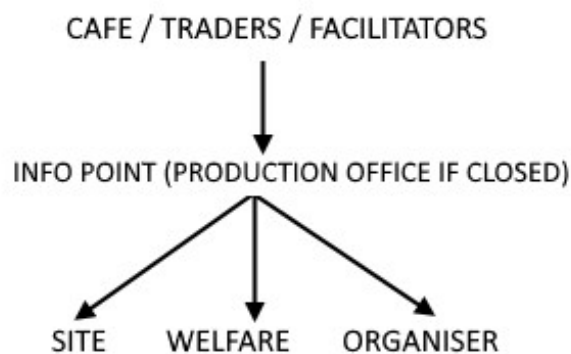 CAFE / TRADERS / FACILITATORS
INFO POINT (PRODUCTION OFFICE IF CLOSED)
SITE WELFARE ORGANISER